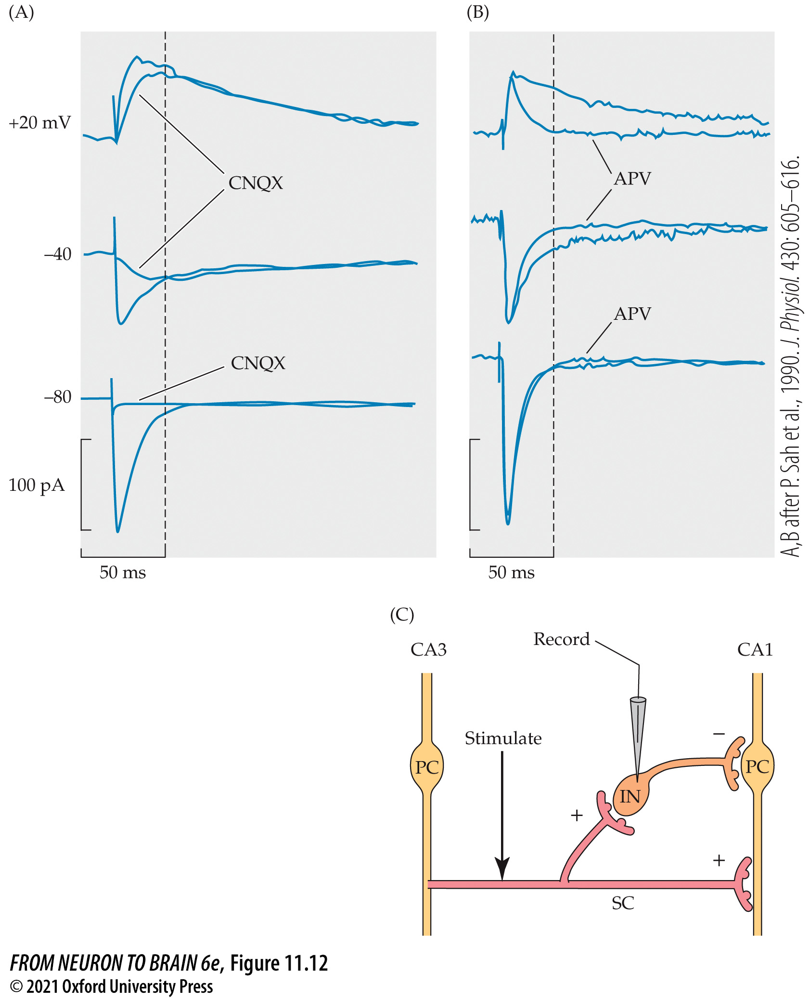 (A)
(B)
+20 mV
CNQX
APV
–40
APV
CNQX
–80
100 pA
50 ms
50 ms
A,B after P. Sah et al., 1990. J. Physiol. 430: 605–616.
(C)
Record
CA3
CA1
Stimulate
–
PC
PC
IN
+
+
SC
FROM NEURON TO BRAIN 6e, Figure 11.12
© 2021 Oxford University Press